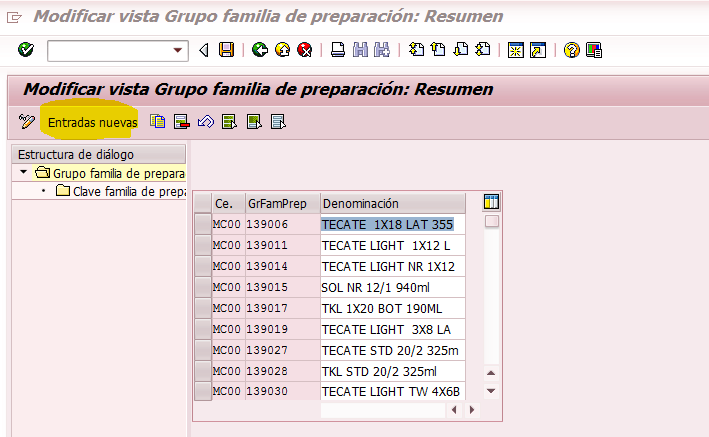 Modificar vista Grupo familia de preparación: Resumen
Modificar vista Grupo familia de preparación: Resumen
Entradas nuevas
Estructura de diálogo
Grupo familia de prepara
Clave familia de prepa
Ce. GrFamPrep Denominación
MC00 139006 TECATE  1X18 LAT 355
MC00 139011 TECATE LIGHT  1X12 L
MC00 139014 TECATE LIGHT NR 1X12
MC00 139015 SOL NR 12/1 940ml
MC00 139017 TKL 1X20 BOT 190ML
MC00 139019 TECATE LIGHT  3X8 LA
MC00 139027 TECATE STD 20/2 325m
MC00 139028 TKL STD 20/2 325ml
MC00 139030 TECATE LIGHT TW 4X6B